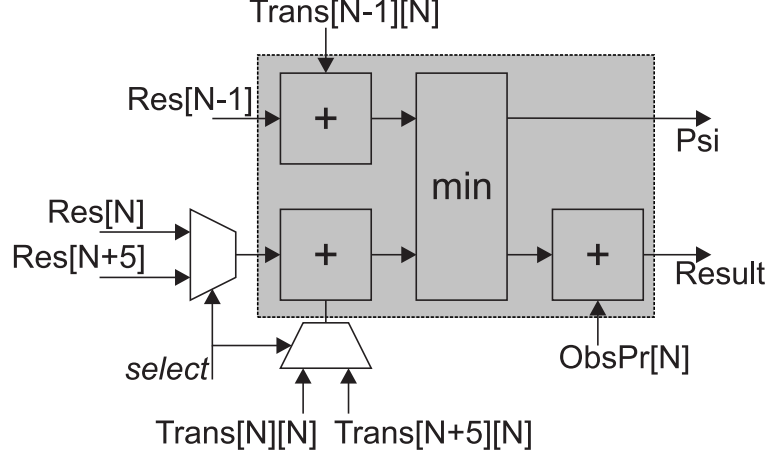 Trans[N-1][N]
Res[N-1]
+
Psi
min
Res[N]
Res[N+5]
+
+
Result
select
ObsPr[N]
Trans[N][N]
Trans[N+5][N]